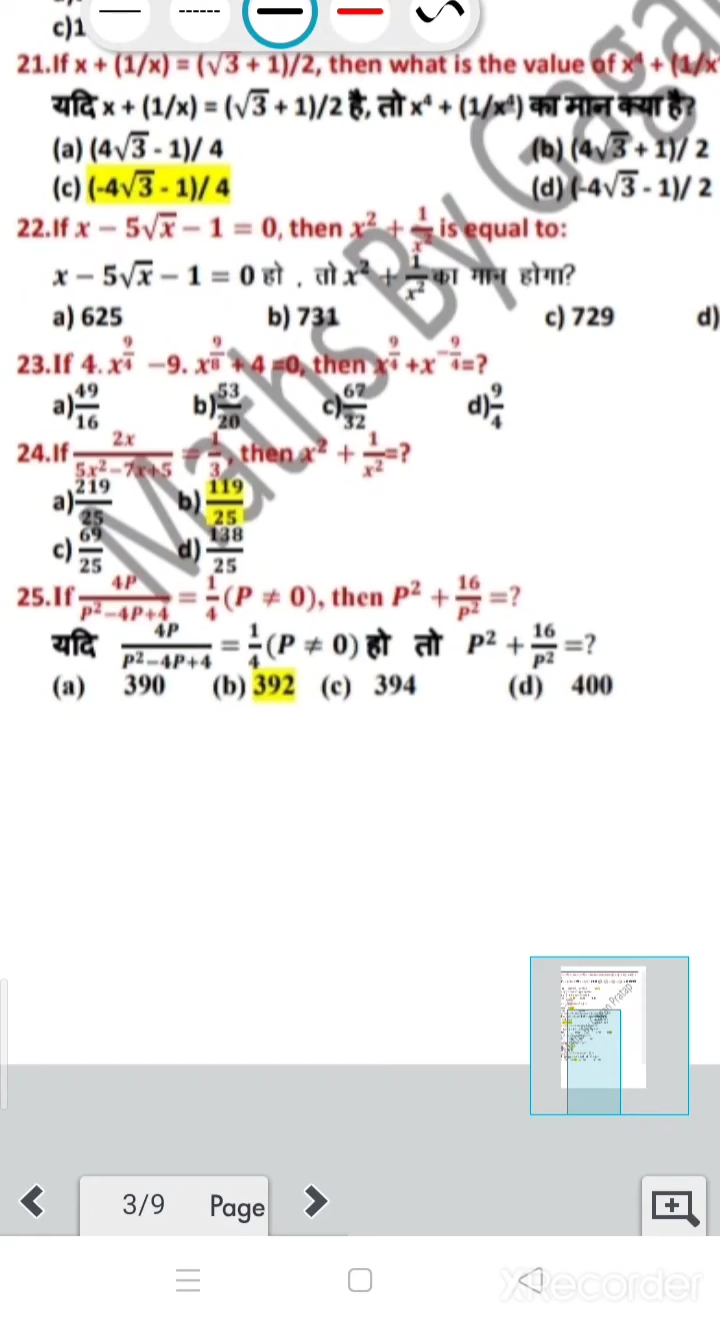 c)1
21.If x + (1/x) = (√3 + 1)/2, then what is the value of x⁴ + (1/x
यदि x + (1/x) = (√3 + 1)/2 है, तो x⁴ + (1/x⁴) का मान क्या है?
(a) (4√3 - 1)/ 4 (b) (4√3 + 1)/ 2
(c) (-4√3 - 1)/ 4 (d) (-4√3 - 1)/ 2
22.If x − 5√x − 1 = 0, then x² + 1/x² is equal to:
x − 5√x − 1 = 0 हो , तो x² + 1/x² का मान होगा?
a) 625 b) 731 c) 729 d)
23.If 4. x^(9/4) −9. x^(9/8) + 4 =0, then x^(9/4) +x^(−9/4)=?
a) 49/16 b) 53/20 c) 67/32 d) 9/4
24.If 2x/(5x²−7x+5) = 1/3, then x² + 1/x² =?
a) 219/25 b) 119/25
c) 69/25 d) 138/25
25.If 4P/(P²−4P+4) = 1/4 (P ≠ 0), then P² + 16/P² =?
यदि 4P/(P²−4P+4) = 1/4 (P ≠ 0) हो तो P² + 16/P² =?
(a) 390 (b) 392 (c) 394 (d) 400
Maths By Gagan
Pratap
3/9 Page
XRecorder